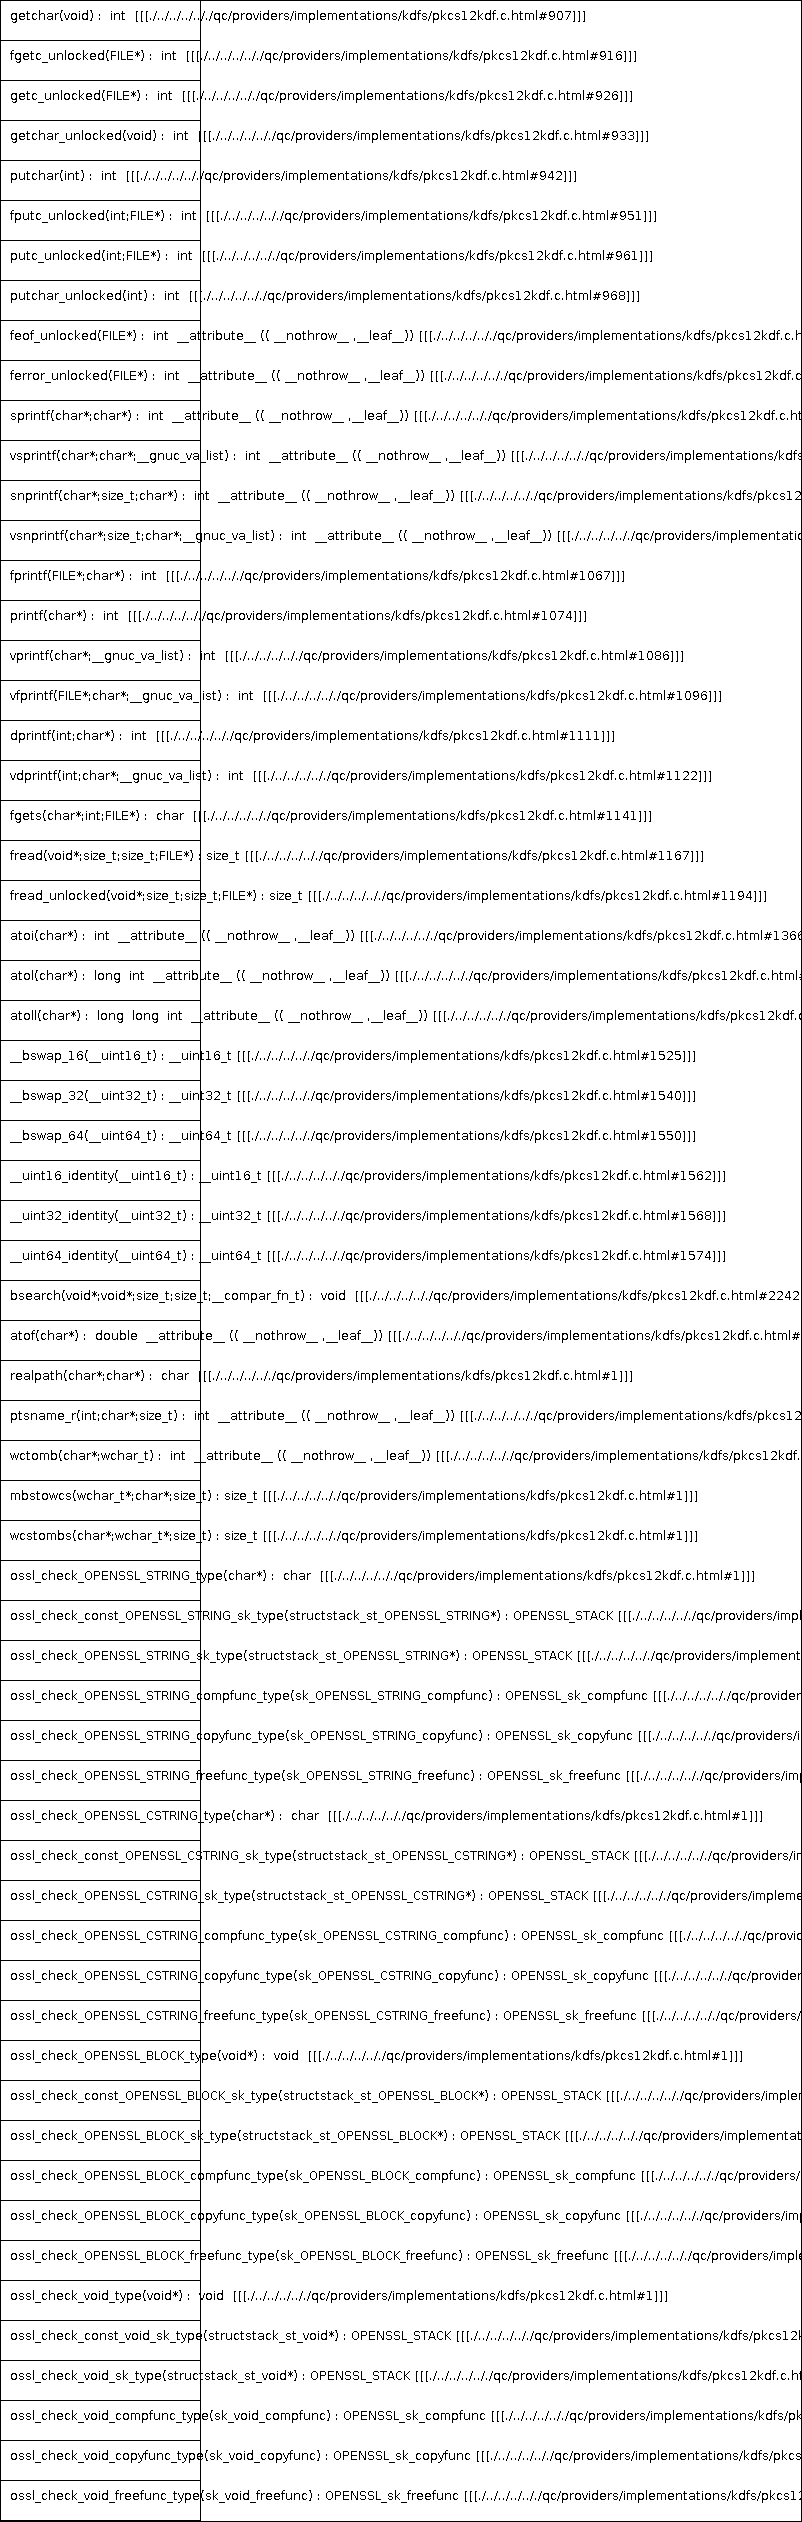 getchar(void) :  int  [[[./../../../../qc/providers/implementations/kdfs/pkcs12kdf.c.html#907]]]
fgetc_unlocked(FILE*) :  int  [[[./../../../../../qc/providers/implementations/kdfs/pkcs12kdf.c.html#916]]]
getc_unlocked(FILE*) :  int  [[[./../../../../../qc/providers/implementations/kdfs/pkcs12kdf.c.html#926]]]
getchar_unlocked(void) :  int  [[[./../../../../../qc/providers/implementations/kdfs/pkcs12kdf.c.html#933]]]
putchar(int) :  int  [[[./../../../../../qc/providers/implementations/kdfs/pkcs12kdf.c.html#942]]]
fputc_unlocked(int;FILE*) :  int  [[[./../../../../../qc/providers/implementations/kdfs/pkcs12kdf.c.html#951]]]
putc_unlocked(int;FILE*) :  int  [[[./../../../../../qc/providers/implementations/kdfs/pkcs12kdf.c.html#961]]]
putchar_unlocked(int) :  int  [[[./../../../../../qc/providers/implementations/kdfs/pkcs12kdf.c.html#968]]]
feof_unlocked(FILE*) :  int  __attribute__ (( __nothrow__ ,__leaf__)) [[[./../../../../../qc/providers/implementations/kdfs/pkcs12kdf.c.h
ferror_unlocked(FILE*) :  int  __attribute__ (( __nothrow__ ,__leaf__)) [[[./../../../../../qc/providers/implementations/kdfs/pkcs12kdf.c
sprintf(char*;char*) :  int  __attribute__ (( __nothrow__ ,__leaf__)) [[[./../../../../../qc/providers/implementations/kdfs/pkcs12kdf.c.ht
vsprintf(char*;char*;__gnuc_va_list) :  int  __attribute__ (( __nothrow__ ,__leaf__)) [[[./../../../../../qc/providers/implementations/kdfs
snprintf(char*;size_t;char*) :  int  __attribute__ (( __nothrow__ ,__leaf__)) [[[./../../../../../qc/providers/implementations/kdfs/pkcs12
vsnprintf(char*;size_t;char*;__gnuc_va_list) :  int  __attribute__ (( __nothrow__ ,__leaf__)) [[[./../../../../../qc/providers/implementatio
fprintf(FILE*;char*) :  int  [[[./../../../../../qc/providers/implementations/kdfs/pkcs12kdf.c.html#1067]]]
printf(char*) :  int  [[[./../../../../../qc/providers/implementations/kdfs/pkcs12kdf.c.html#1074]]]
vprintf(char*;__gnuc_va_list) :  int  [[[./../../../../../qc/providers/implementations/kdfs/pkcs12kdf.c.html#1086]]]
vfprintf(FILE*;char*;__gnuc_va_list) :  int  [[[./../../../../../qc/providers/implementations/kdfs/pkcs12kdf.c.html#1096]]]
dprintf(int;char*) :  int  [[[./../../../../../qc/providers/implementations/kdfs/pkcs12kdf.c.html#1111]]]
vdprintf(int;char*;__gnuc_va_list) :  int  [[[./../../../../../qc/providers/implementations/kdfs/pkcs12kdf.c.html#1122]]]
fgets(char*;int;FILE*) :  char  [[[./../../../../../qc/providers/implementations/kdfs/pkcs12kdf.c.html#1141]]]
fread(void*;size_t;size_t;FILE*) : size_t [[[./../../../../../qc/providers/implementations/kdfs/pkcs12kdf.c.html#1167]]]
fread_unlocked(void*;size_t;size_t;FILE*) : size_t [[[./../../../../../qc/providers/implementations/kdfs/pkcs12kdf.c.html#1194]]]
atoi(char*) :  int  __attribute__ (( __nothrow__ ,__leaf__)) [[[./../../../../../qc/providers/implementations/kdfs/pkcs12kdf.c.html#1366
atol(char*) :  long  int  __attribute__ (( __nothrow__ ,__leaf__)) [[[./../../../../../qc/providers/implementations/kdfs/pkcs12kdf.c.html#
atoll(char*) :  long  long  int  __attribute__ (( __nothrow__ ,__leaf__)) [[[./../../../../../qc/providers/implementations/kdfs/pkcs12kdf.c
__bswap_16(__uint16_t) : __uint16_t [[[./../../../../../qc/providers/implementations/kdfs/pkcs12kdf.c.html#1525]]]
__bswap_32(__uint32_t) : __uint32_t [[[./../../../../../qc/providers/implementations/kdfs/pkcs12kdf.c.html#1540]]]
__bswap_64(__uint64_t) : __uint64_t [[[./../../../../../qc/providers/implementations/kdfs/pkcs12kdf.c.html#1550]]]
__uint16_identity(__uint16_t) : __uint16_t [[[./../../../../../qc/providers/implementations/kdfs/pkcs12kdf.c.html#1562]]]
__uint32_identity(__uint32_t) : __uint32_t [[[./../../../../../qc/providers/implementations/kdfs/pkcs12kdf.c.html#1568]]]
__uint64_identity(__uint64_t) : __uint64_t [[[./../../../../../qc/providers/implementations/kdfs/pkcs12kdf.c.html#1574]]]
bsearch(void*;void*;size_t;size_t;__compar_fn_t) :  void  [[[./../../../../../qc/providers/implementations/kdfs/pkcs12kdf.c.html#2242
atof(char*) :  double  __attribute__ (( __nothrow__ ,__leaf__)) [[[./../../../../../qc/providers/implementations/kdfs/pkcs12kdf.c.html#
realpath(char*;char*) :  char  [[[./../../../../../qc/providers/implementations/kdfs/pkcs12kdf.c.html#1]]]
ptsname_r(int;char*;size_t) :  int  __attribute__ (( __nothrow__ ,__leaf__)) [[[./../../../../../qc/providers/implementations/kdfs/pkcs12
wctomb(char*;wchar_t) :  int  __attribute__ (( __nothrow__ ,__leaf__)) [[[./../../../../../qc/providers/implementations/kdfs/pkcs12kdf.
mbstowcs(wchar_t*;char*;size_t) : size_t [[[./../../../../../qc/providers/implementations/kdfs/pkcs12kdf.c.html#1]]]
wcstombs(char*;wchar_t*;size_t) : size_t [[[./../../../../../qc/providers/implementations/kdfs/pkcs12kdf.c.html#1]]]
ossl_check_OPENSSL_STRING_type(char*) :  char  [[[./../../../../../qc/providers/implementations/kdfs/pkcs12kdf.c.html#1]]]
ossl_check_const_OPENSSL_STRING_sk_type(structstack_st_OPENSSL_STRING*) : OPENSSL_STACK [[[./../../../../../qc/providers/impl
ossl_check_OPENSSL_STRING_sk_type(structstack_st_OPENSSL_STRING*) : OPENSSL_STACK [[[./../../../../../qc/providers/implement
ossl_check_OPENSSL_STRING_compfunc_type(sk_OPENSSL_STRING_compfunc) : OPENSSL_sk_compfunc [[[./../../../../../qc/provider
ossl_check_OPENSSL_STRING_copyfunc_type(sk_OPENSSL_STRING_copyfunc) : OPENSSL_sk_copyfunc [[[./../../../../../qc/providers/i
ossl_check_OPENSSL_STRING_freefunc_type(sk_OPENSSL_STRING_freefunc) : OPENSSL_sk_freefunc [[[./../../../../../qc/providers/imp
ossl_check_OPENSSL_CSTRING_type(char*) :  char  [[[./../../../../../qc/providers/implementations/kdfs/pkcs12kdf.c.html#1]]]
ossl_check_const_OPENSSL_CSTRING_sk_type(structstack_st_OPENSSL_CSTRING*) : OPENSSL_STACK [[[./../../../../../qc/providers/in
ossl_check_OPENSSL_CSTRING_sk_type(structstack_st_OPENSSL_CSTRING*) : OPENSSL_STACK [[[./../../../../../qc/providers/impleme
ossl_check_OPENSSL_CSTRING_compfunc_type(sk_OPENSSL_CSTRING_compfunc) : OPENSSL_sk_compfunc [[[./../../../../../qc/provid
ossl_check_OPENSSL_CSTRING_copyfunc_type(sk_OPENSSL_CSTRING_copyfunc) : OPENSSL_sk_copyfunc [[[./../../../../../qc/provider
ossl_check_OPENSSL_CSTRING_freefunc_type(sk_OPENSSL_CSTRING_freefunc) : OPENSSL_sk_freefunc [[[./../../../../../qc/providers/
ossl_check_OPENSSL_BLOCK_type(void*) :  void  [[[./../../../../../qc/providers/implementations/kdfs/pkcs12kdf.c.html#1]]]
ossl_check_const_OPENSSL_BLOCK_sk_type(structstack_st_OPENSSL_BLOCK*) : OPENSSL_STACK [[[./../../../../../qc/providers/implen
ossl_check_OPENSSL_BLOCK_sk_type(structstack_st_OPENSSL_BLOCK*) : OPENSSL_STACK [[[./../../../../../qc/providers/implementat
ossl_check_OPENSSL_BLOCK_compfunc_type(sk_OPENSSL_BLOCK_compfunc) : OPENSSL_sk_compfunc [[[./../../../../../qc/providers/
ossl_check_OPENSSL_BLOCK_copyfunc_type(sk_OPENSSL_BLOCK_copyfunc) : OPENSSL_sk_copyfunc [[[./../../../../../qc/providers/imp
ossl_check_OPENSSL_BLOCK_freefunc_type(sk_OPENSSL_BLOCK_freefunc) : OPENSSL_sk_freefunc [[[./../../../../../qc/providers/imple
ossl_check_void_type(void*) :  void  [[[./../../../../../qc/providers/implementations/kdfs/pkcs12kdf.c.html#1]]]
ossl_check_const_void_sk_type(structstack_st_void*) : OPENSSL_STACK [[[./../../../../../qc/providers/implementations/kdfs/pkcs12k
ossl_check_void_sk_type(structstack_st_void*) : OPENSSL_STACK [[[./../../../../../qc/providers/implementations/kdfs/pkcs12kdf.c.ht
ossl_check_void_compfunc_type(sk_void_compfunc) : OPENSSL_sk_compfunc [[[./../../../../../qc/providers/implementations/kdfs/pk
ossl_check_void_copyfunc_type(sk_void_copyfunc) : OPENSSL_sk_copyfunc [[[./../../../../../qc/providers/implementations/kdfs/pkcs
ossl_check_void_freefunc_type(sk_void_freefunc) : OPENSSL_sk_freefunc [[[./../../../../../qc/providers/implementations/kdfs/pkcs12